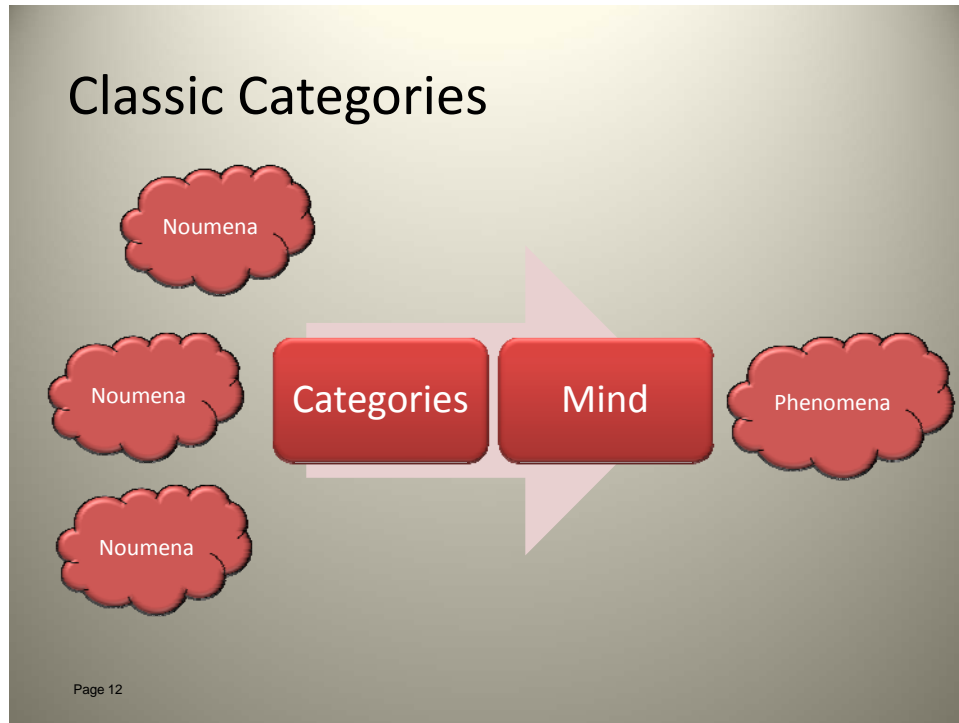 Classic Categories
Noumena
Noumena
Categories
Mind
Phenomena
Noumena
Page 12